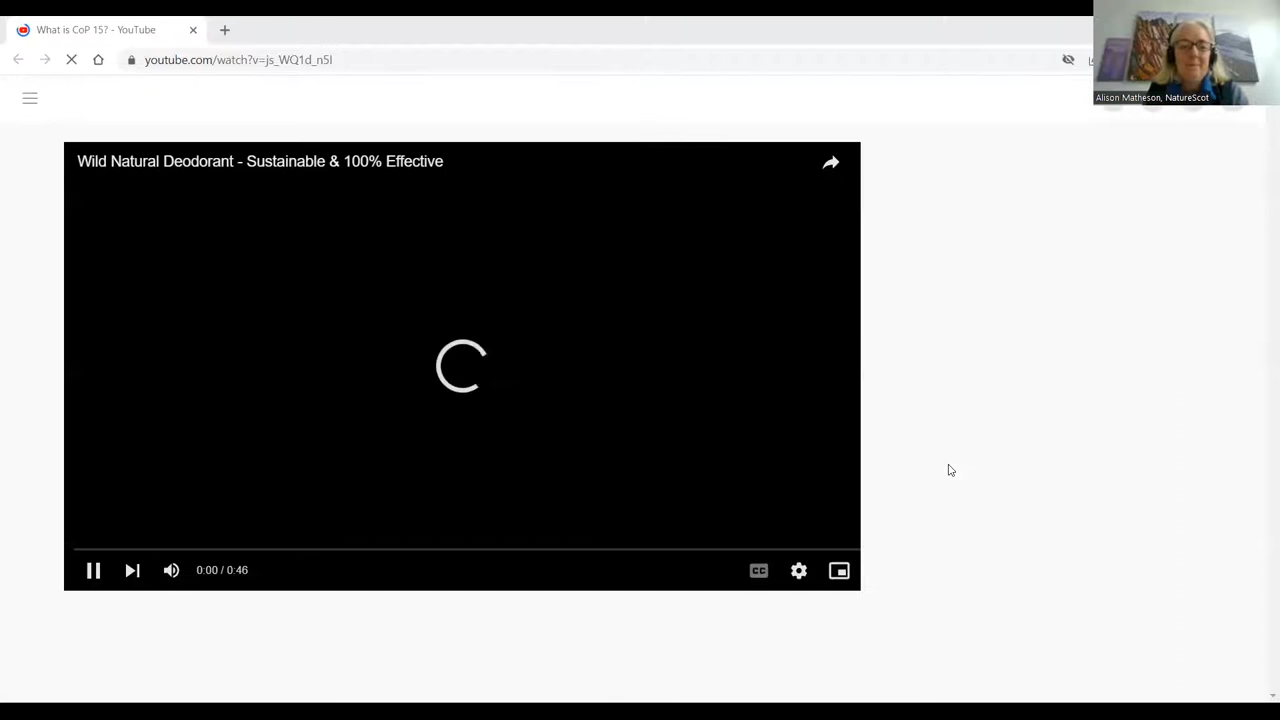 What is CoP 15? - YouTube
youtube.com/watch?v=js_WQ1d_n5I
Alison Matheson, NatureScot
Wild Natural Deodorant - Sustainable & 100% Effective
0:00 / 0:46
CC